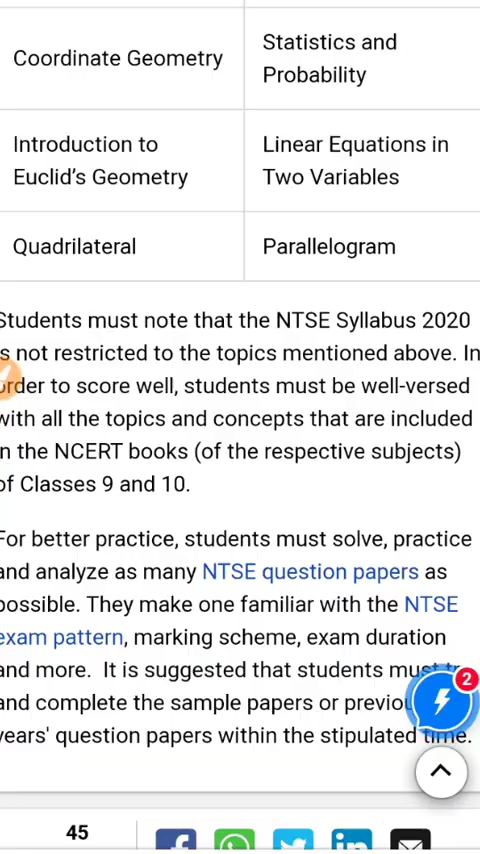 Coordinate Geometry
Statistics and
Probability
Introduction to
Euclid's Geometry
Linear Equations in
Two Variables
Quadrilateral
Parallelogram
Students must note that the NTSE Syllabus 2020
is not restricted to the topics mentioned above. In
order to score well, students must be well-versed
with all the topics and concepts that are included
in the NCERT books (of the respective subjects)
of Classes 9 and 10.
For better practice, students must solve, practice
and analyze as many NTSE question papers as
possible. They make one familiar with the NTSE
exam pattern, marking scheme, exam duration
and more. It is suggested that students must
and complete the sample papers or
years' question papers within the stipulated time.
2
45